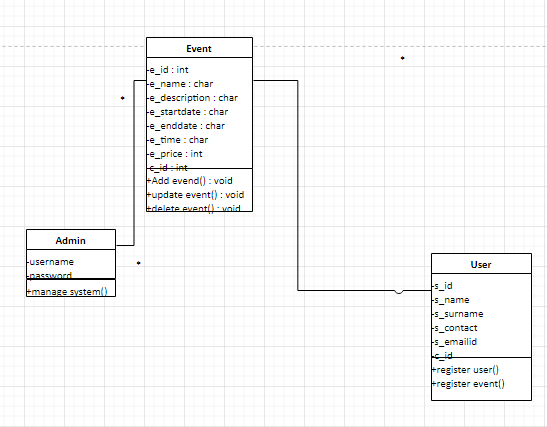 Event
-e_id : int
-e_name : char
-e_description : char
-e_startdate : char
-e_enddate : char
-e_time : char
-e_price : int
-c_id : int
+Add evend() : void
+update event() : void
+delete event() : void
*
*
Admin
-username
-password
+manage system()
*
User
-s_id
-s_name
-s_surname
-s_contact
-s_emailid
-c_id
+register user()
+register event()